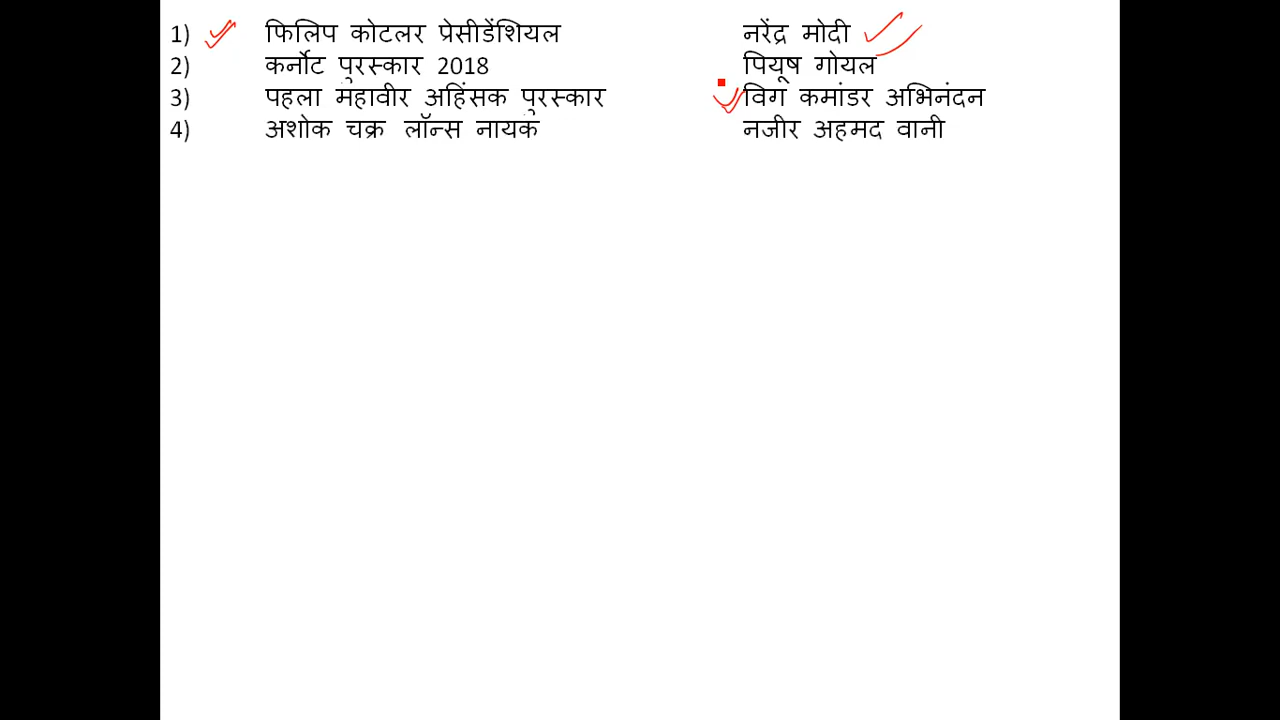 1) फिलिप कोटलर प्रेसीडेंशियल नरेंद्र मोदी
2) कर्नोट पुरस्कार 2018 पियूष गोयल
3) पहला महावीर अहिंसक पुरस्कार विग कमांडर अभिनंदन
4) अशोक चक्र लॉन्स नायक नजीर अहमद वानी